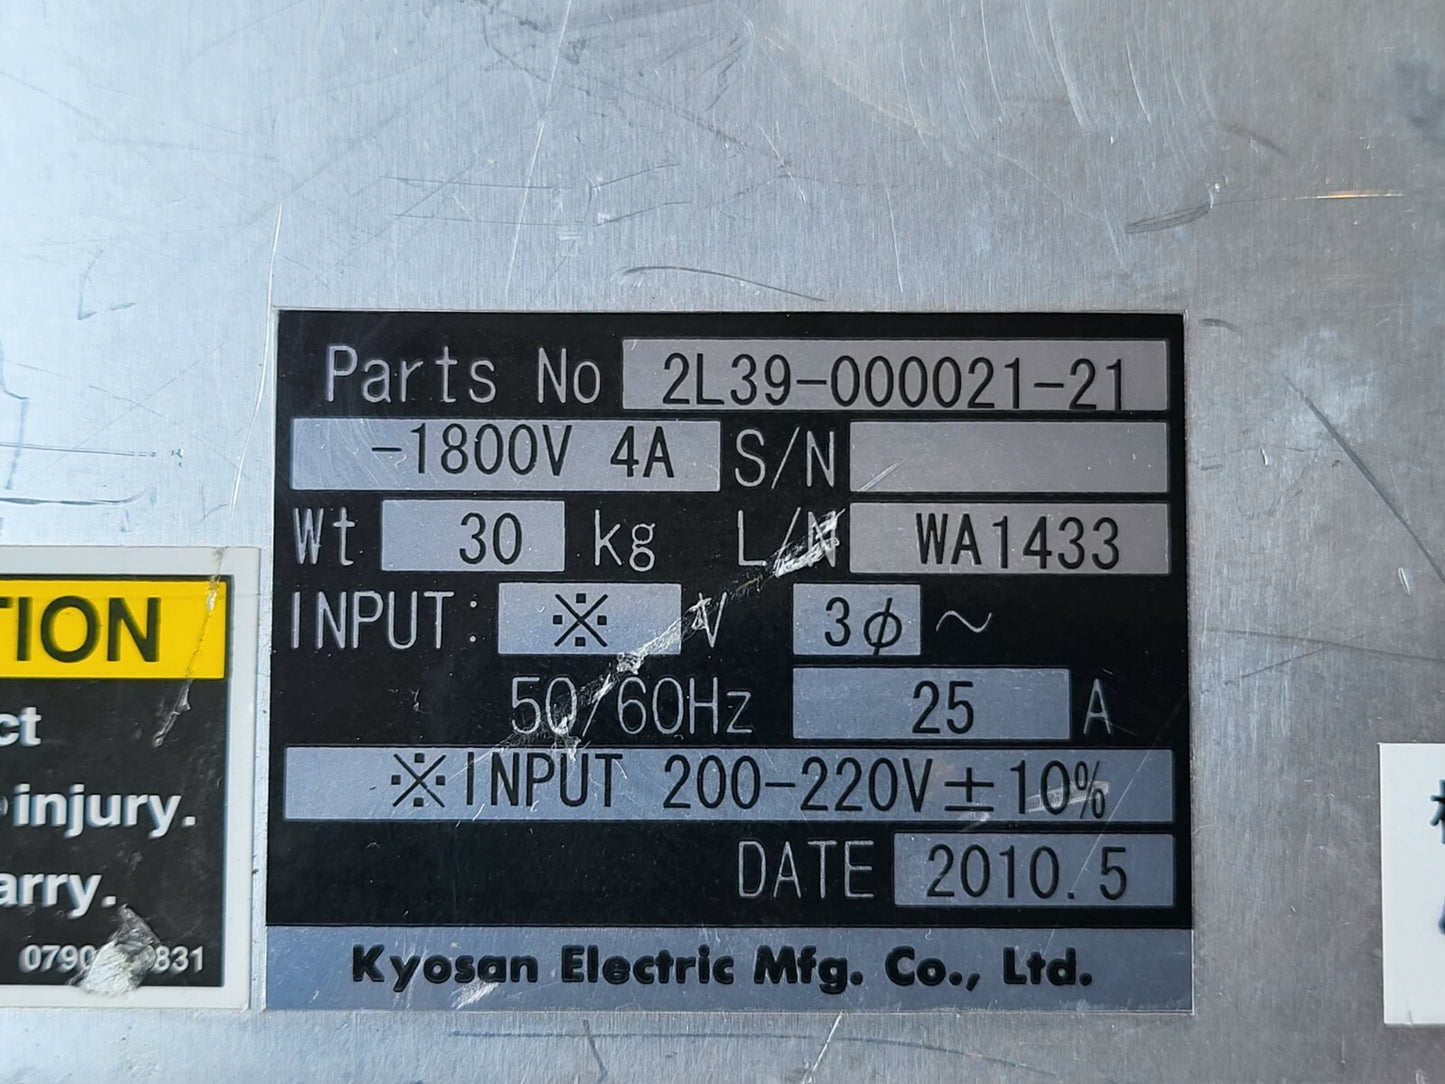 Parts No 2L39-000021-21
-1800V 4A S/N
Wt 30 kg L/N WA1433
INPUT: ※ V 3φ ~
50/60Hz 25 A
※INPUT 200-220V±10%
DATE 2010.5
Kyosan Electric Mfg. Co., Ltd.
TION
ct
injury.
arry.